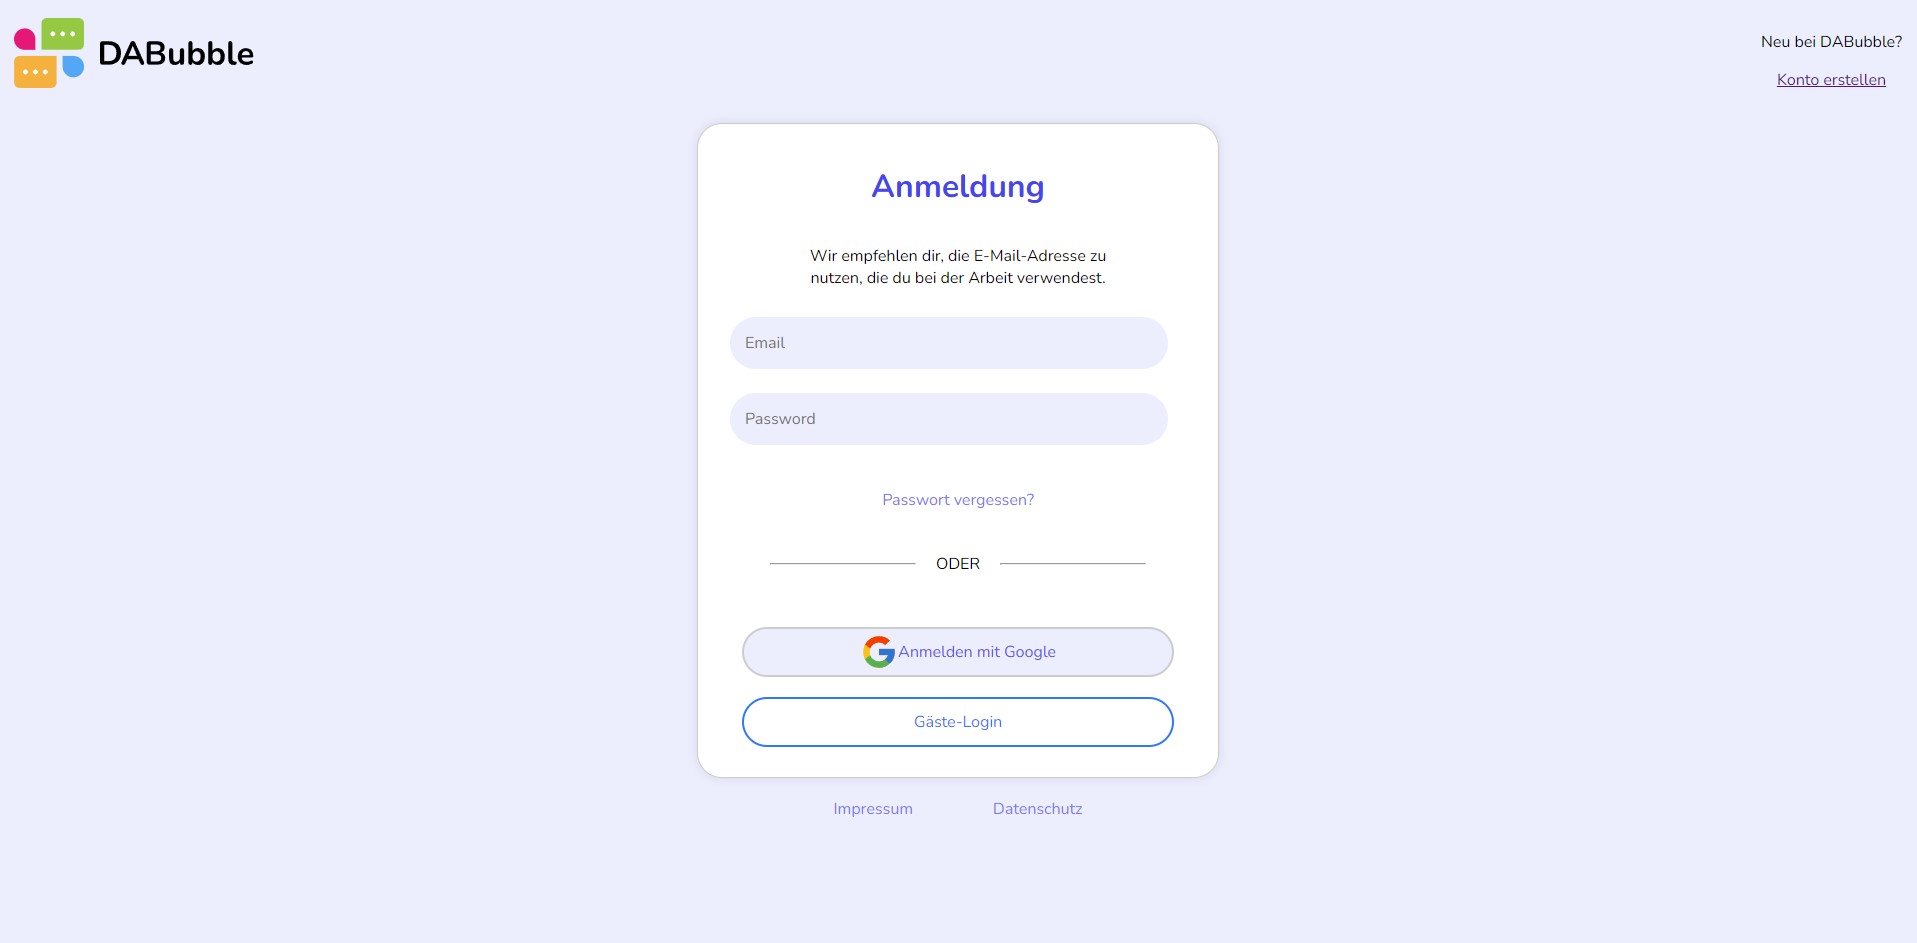 DABubble
Neu bei DABubble?
Konto erstellen
Anmeldung
Wir empfehlen dir, die E-Mail-Adresse zu
nutzen, die du bei der Arbeit verwendest.
Email
Password
Passwort vergessen?
ODER
Anmelden mit Google
Gäste-Login
Impressum
Datenschutz